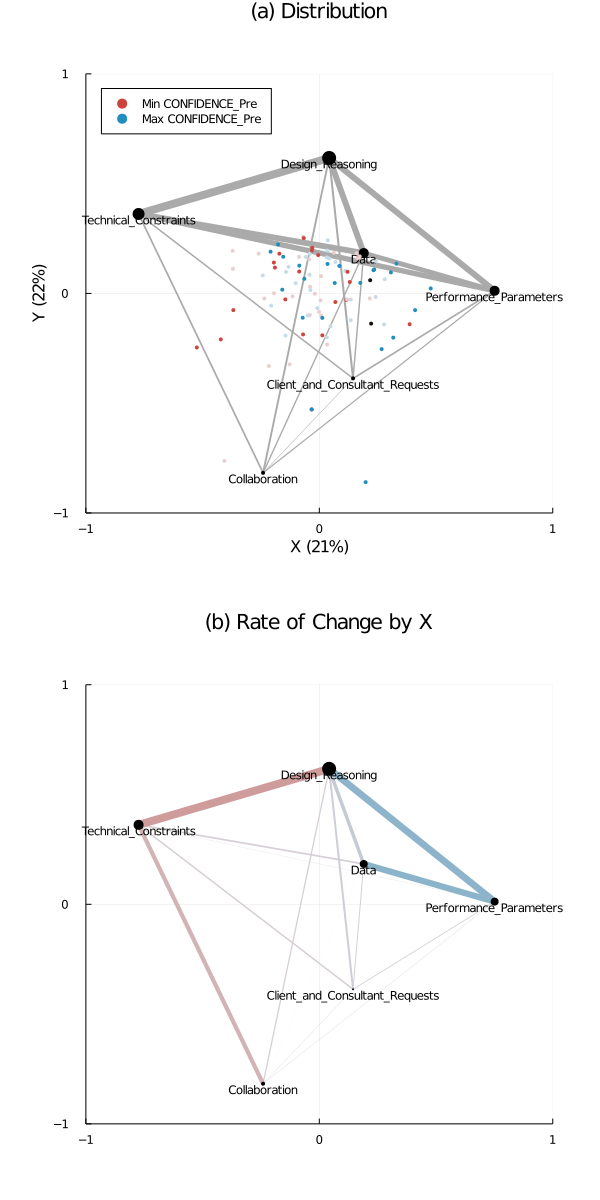 (a) Distribution
1
Min CONFIDENCE_Pre
Max CONFIDENCE_Pre
Design_Reasoning
Technical_Constraints
Data
Y (22%)
0
Performance_Parameters
Client_and_Consultant_Requests
Collaboration
−1
−1
0
1
X (21%)
(b) Rate of Change by X
1
Design_Reasoning
Technical_Constraints
Data
0
Performance_Parameters
Client_and_Consultant_Requests
Collaboration
−1
−1
0
1